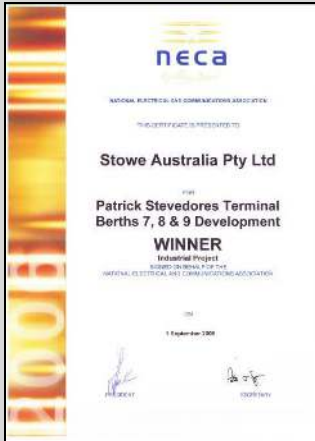 neca
NATIONAL ELECTRICAL AND COMMUNICATIONS ASSOCIATION
THIS CERTIFICATE IS PRESENTED TO
Stowe Australia Pty Ltd
FOR
Patrick Stevedores Terminal
Berths 7, 8 & 9 Development
WINNER
Industrial Project
SIGNED ON BEHALF OF THE
NATIONAL ELECTRICAL AND COMMUNICATIONS ASSOCIATION
ON
1 September 2006
PRESIDENT
SECRETARY
2006